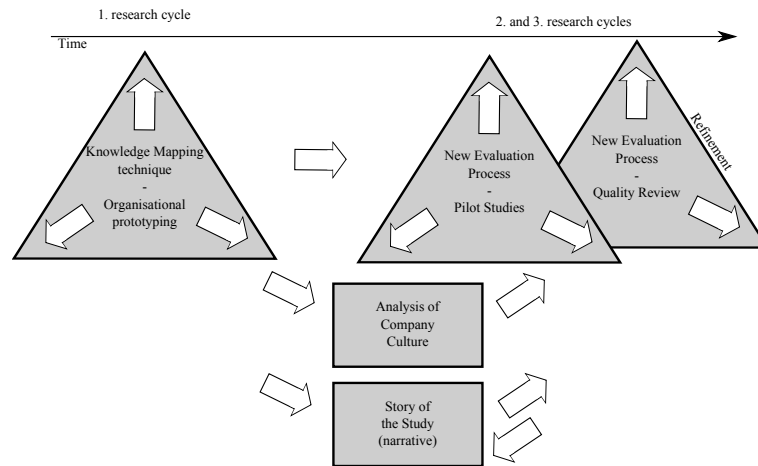 1. research cycle
2. and 3. research cycles
Time
Knowledge Mapping
technique
-
Organisational
prototyping
New Evaluation
Process
-
Pilot Studies
New Evaluation
Process
-
Quality Review
Refinement
Analysis of
Company
Culture
Story of
the Study
(narrative)